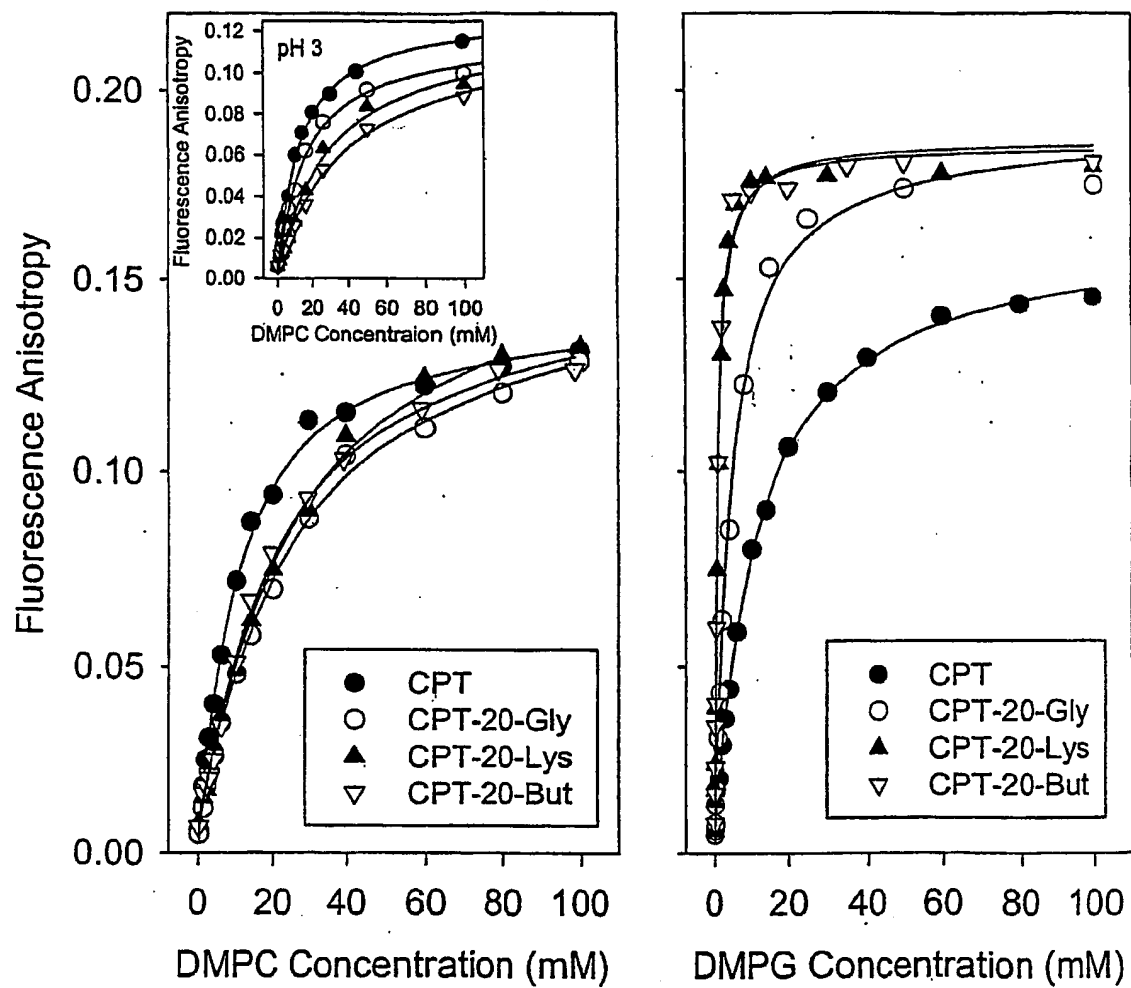 0.12
0.10
0.08
0.06
0.04
0.02
0.00
pH 3
Fluorescence Anisotropy
0 20 40 60 80 100
DMPC Concentraion (mM)
Fluorescence Anisotropy
0.20
0.15
0.10
0.05
0.00
CPT
CPT-20-Gly
CPT-20-Lys
CPT-20-But
0 20 40 60 80 100
DMPC Concentration (mM)
CPT
CPT-20-Gly
CPT-20-Lys
CPT-20-But
0 20 40 60 80 100
DMPG Concentration (mM)